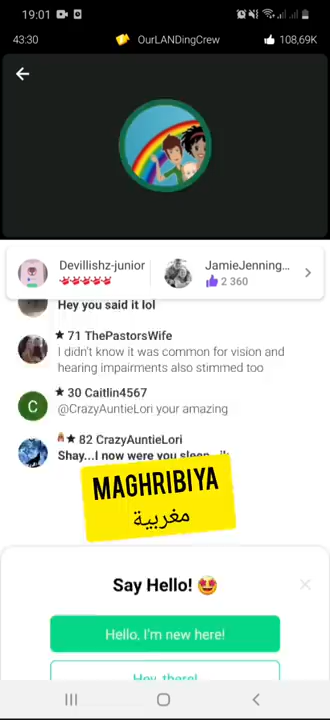 19:01
43:30
OurLANDingCrew
108,69K
Devillishz-junior
JamieJenning...
2 360
Hey you said it lol
★ 71 ThePastorsWife
I didn't know it was common for vision and
hearing impairments also stimmed too
C
★ 30 Caitlin4567
@CrazyAuntieLori your amazing
★ 82 CrazyAuntieLori
Shay...I now were you sleep
MAGHRIBIYA
مغربية
Say Hello! 🤩
Hello, I'm new here!
Hey, there!